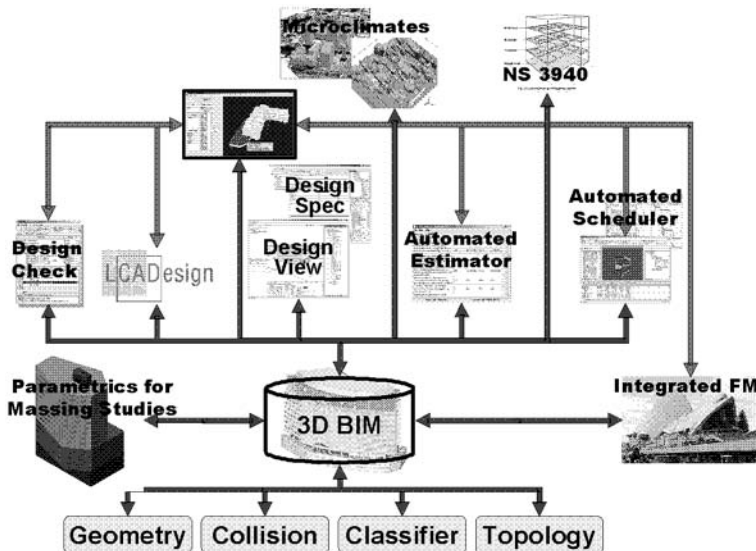 Microclimates
NS 3940
Design
Spec
Automated
Scheduler
Design
Check
LCADesign
Design
View
Automated
Estimator
Parametrics for
Massing Studies
3D BIM
Integrated FM
Geometry
Collision
Classifier
Topology